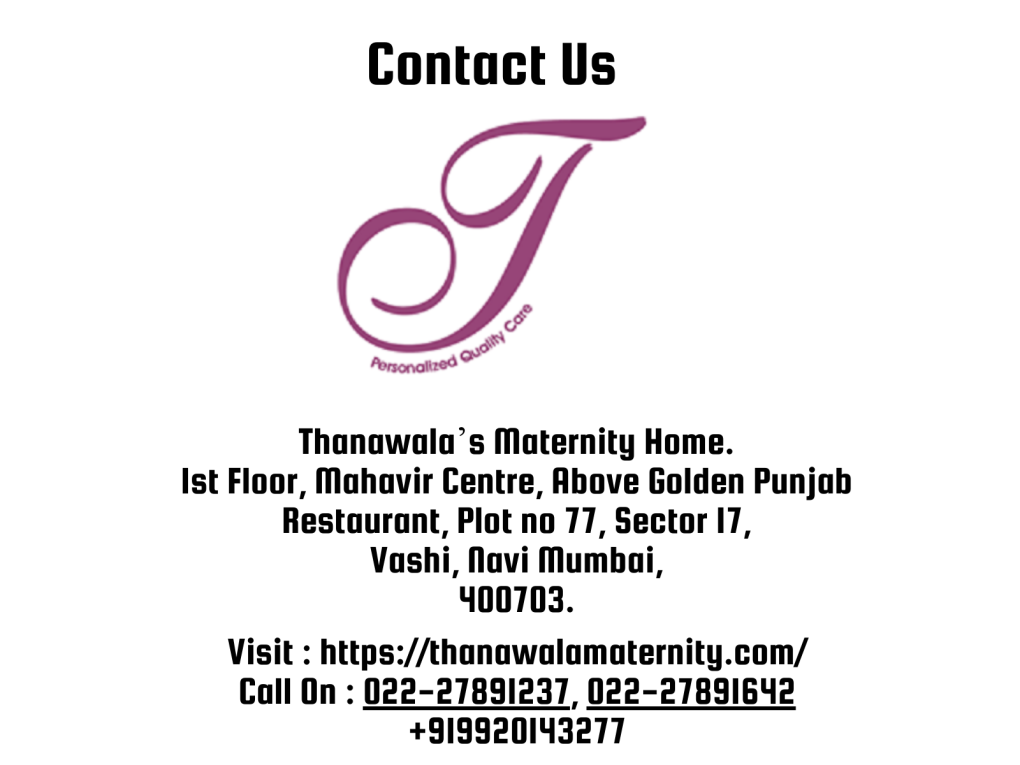 Contact Us
Personalized Quality Care
Thanawala’s Maternity Home.
1st Floor, Mahavir Centre, Above Golden Punjab
Restaurant, Plot no 77, Sector 17,
Vashi, Navi Mumbai,
400703.
Visit : https://thanawalamaternity.com/
Call On : 022-27891237, 022-27891642
+919920143277